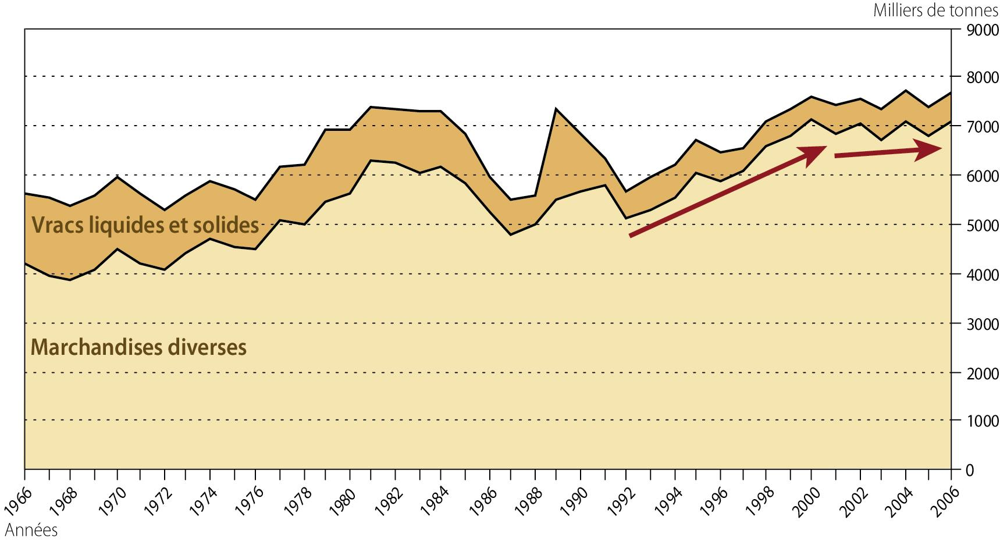 Milliers de tonnes
9000
8000
7000
6000
5000
Vracs liquides et solides
4000
3000
Marchandises diverses
2000
1000
0
1966 1968 1970 1972 1974 1976 1978 1980 1982 1984 1986 1988 1990 1992 1994 1996 1998 2000 2002 2004 2006
Années